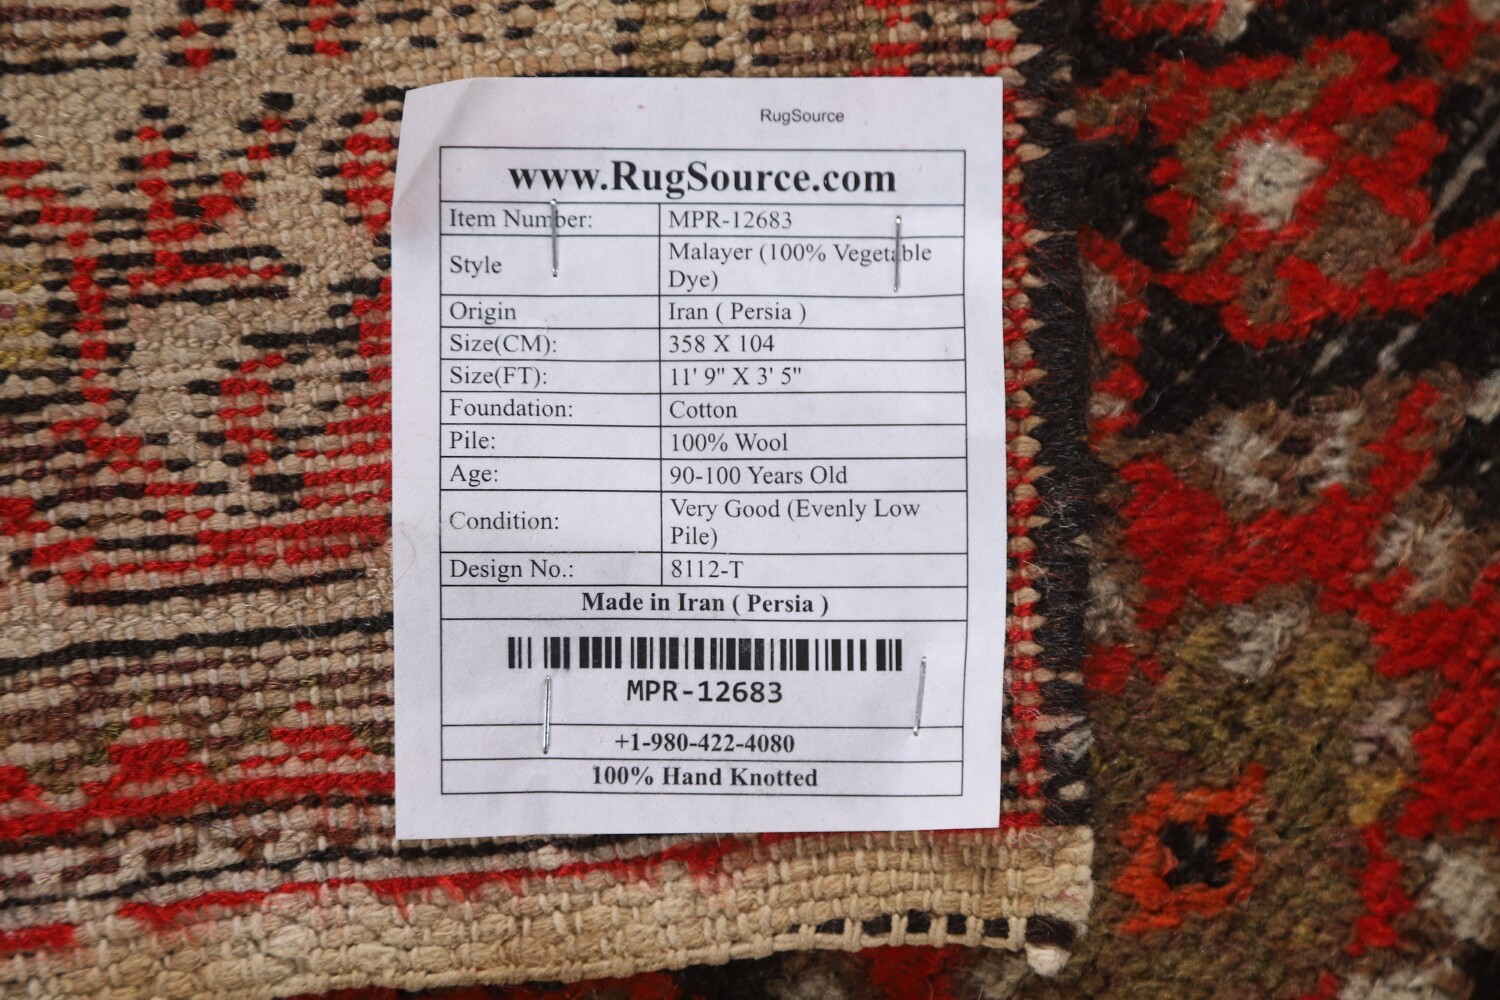 RugSource
www.RugSource.com
Item Number: MPR-12683
Style Malayer (100% Vegetable
Dye)
Origin Iran ( Persia )
Size(CM): 358 X 104
Size(FT): 11' 9" X 3' 5"
Foundation: Cotton
Pile: 100% Wool
Age: 90-100 Years Old
Condition: Very Good (Evenly Low
Pile)
Design No.: 8112-T
Made in Iran ( Persia )
MPR-12683
+1-980-422-4080
100% Hand Knotted